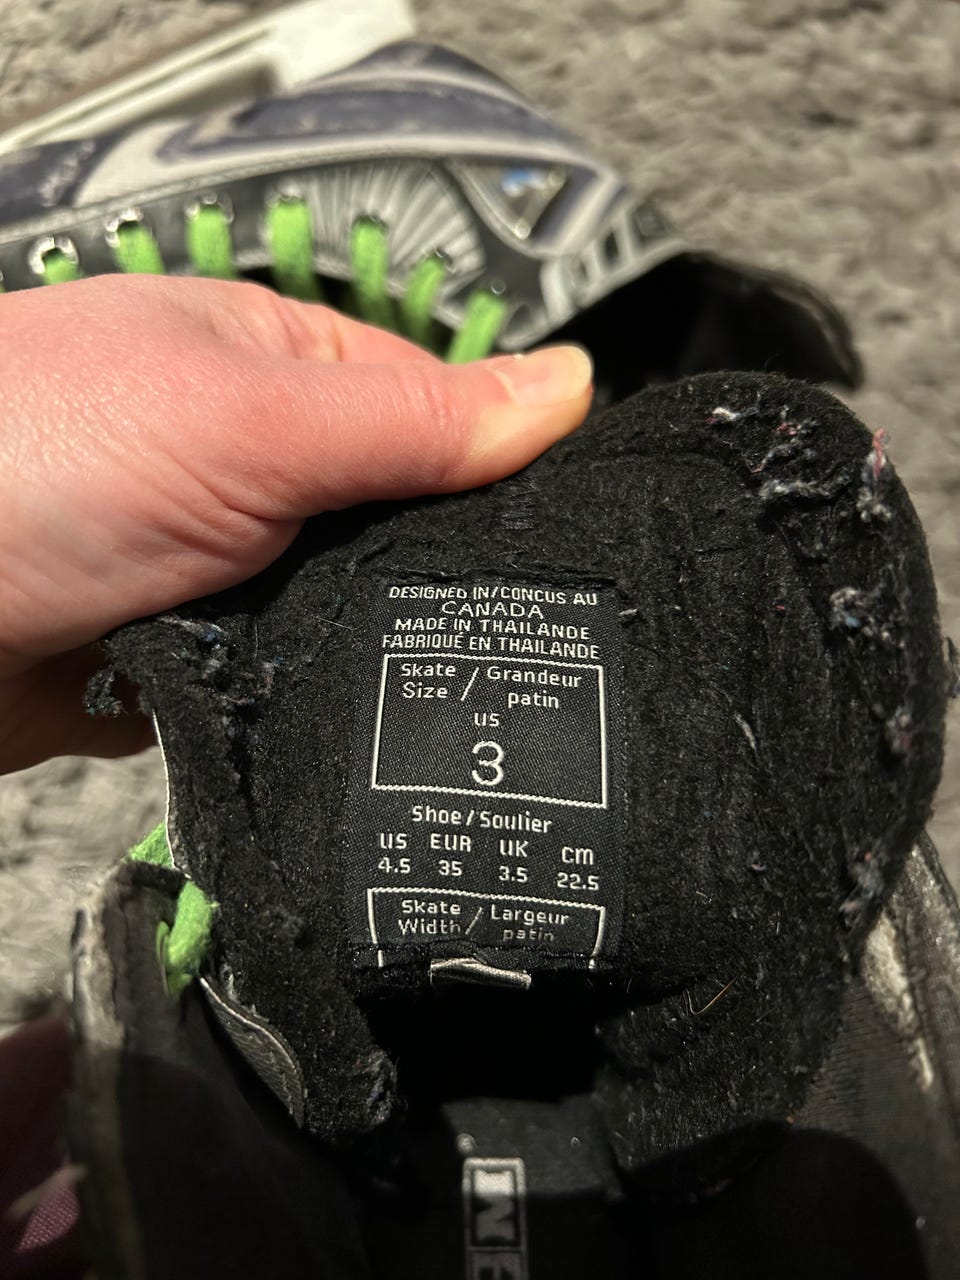 DESIGNED IN/CONCUS AU
CANADA
MADE IN THAILANDE
FABRIQUÉ EN THAILANDE
Skate / Grandeur
Size / patin
US
3
Shoe/Soulier
US EUR UK cm
4.5 35 3.5 22.5
Skate / Largeur
Width / patin